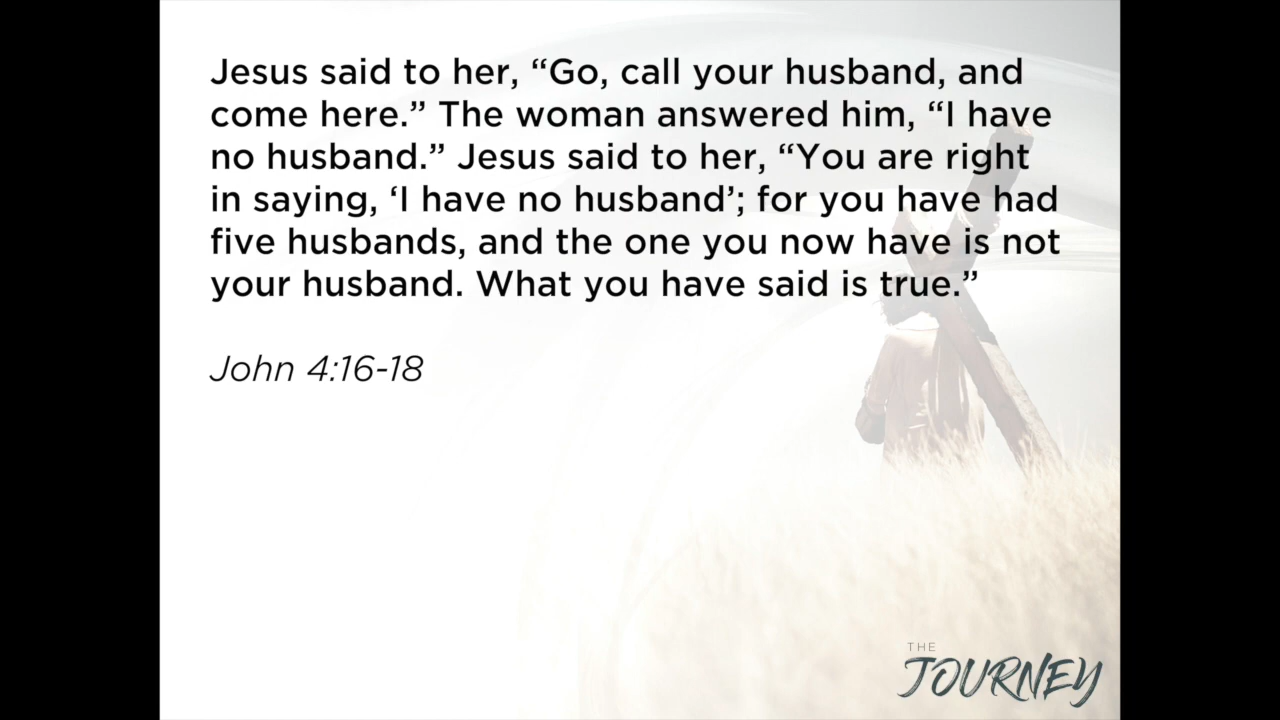 Jesus said to her, “Go, call your husband, and
come here.” The woman answered him, “I have
no husband.” Jesus said to her, “You are right
in saying, ‘I have no husband’; for you have had
five husbands, and the one you now have is not
your husband. What you have said is true.”
John 4:16-18
THE
JOURNEY